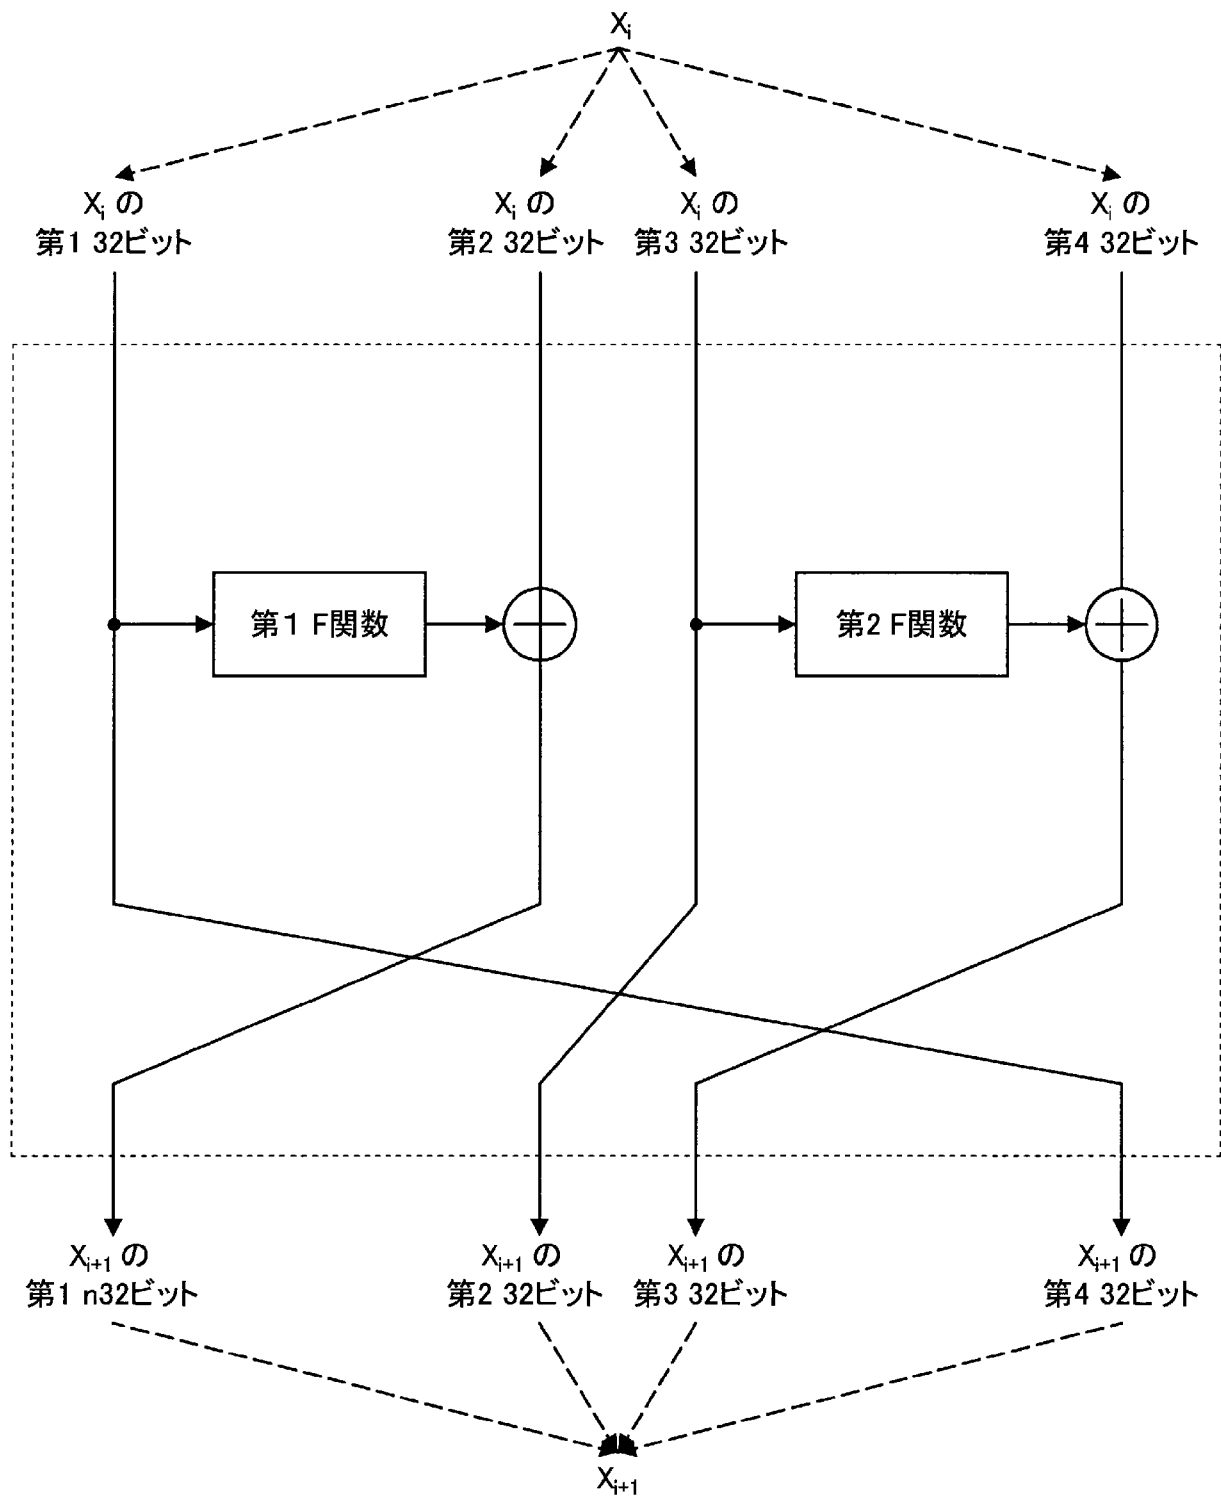 Xi
Xi の
第1 32ビット
Xi の
第2 32ビット
Xi の
第3 32ビット
Xi の
第4 32ビット
第1 F関数
第2 F関数
Xi+1 の
第1 n32ビット
Xi+1 の
第2 32ビット
Xi+1 の
第3 32ビット
Xi+1 の
第4 32ビット
Xi+1